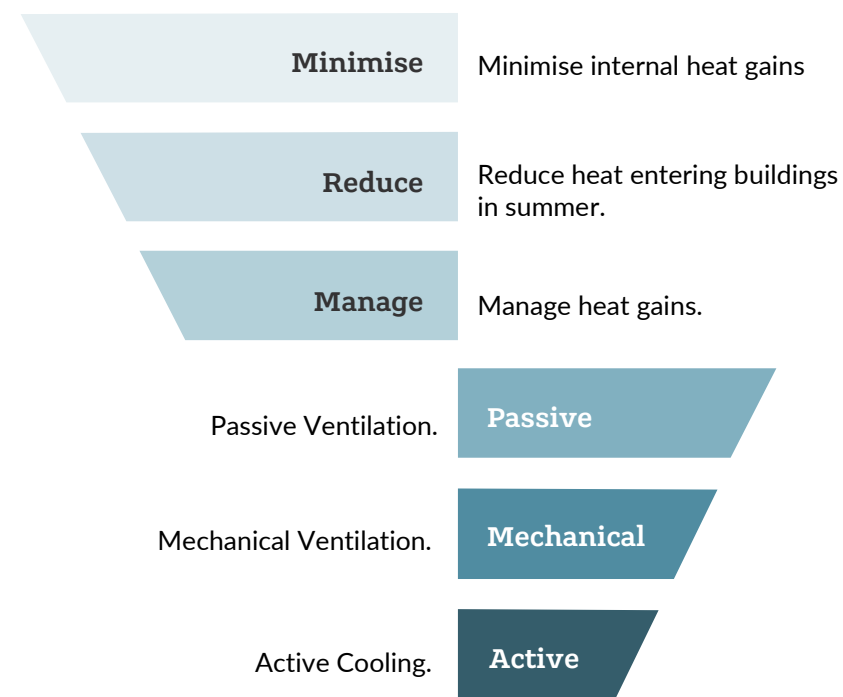 Minimise
Minimise internal heat gains
Reduce
Reduce heat entering buildings
in summer.
Manage
Manage heat gains.
Passive Ventilation.
Passive
Mechanical Ventilation.
Mechanical
Active Cooling.
Active